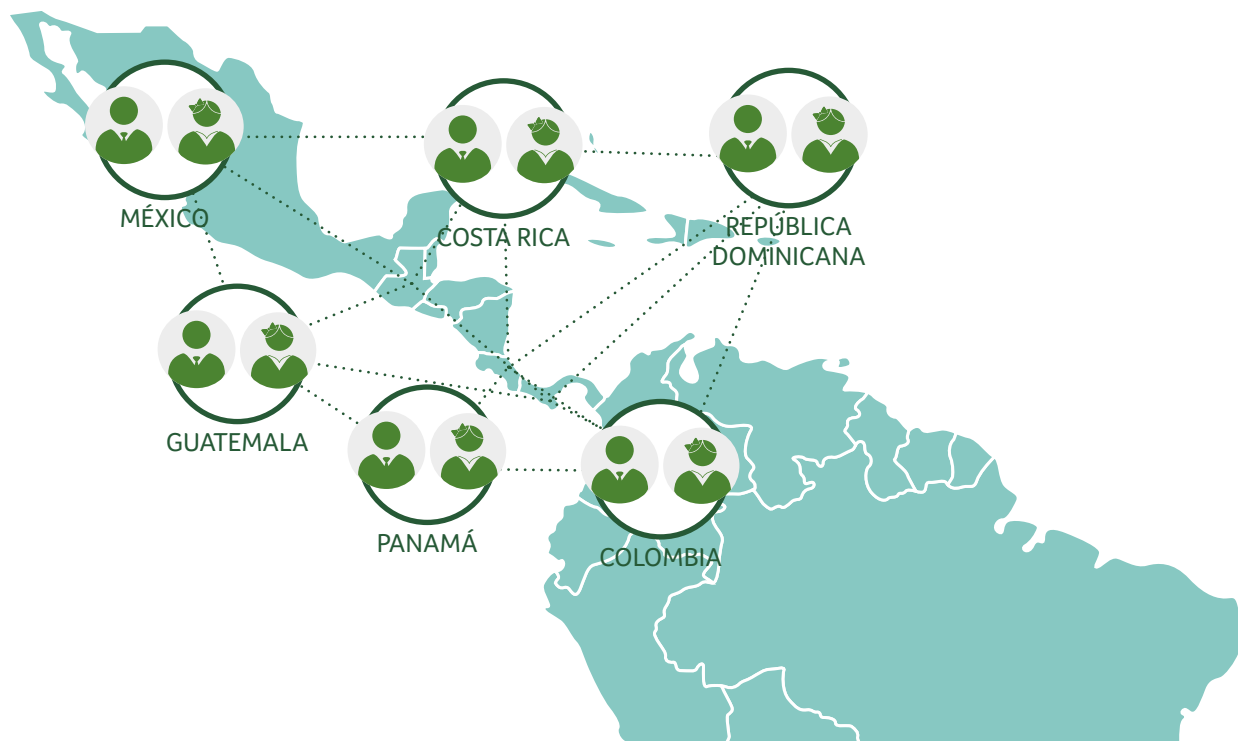 MÉXICO
COSTA RICA
REPÚBLICA
DOMINICANA
GUATEMALA
PANAMÁ
COLOMBIA